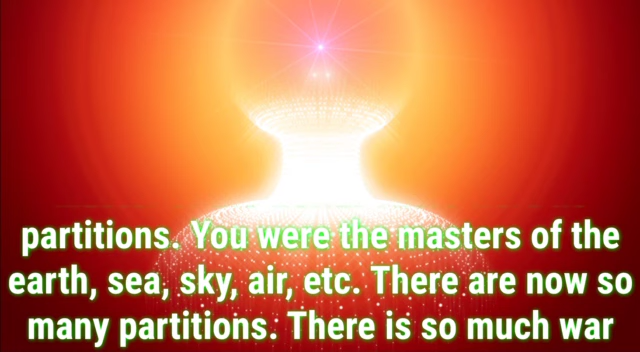 partitions. You were the masters of the
earth, sea, sky, air, etc. There are now so
many partitions. There is so much war